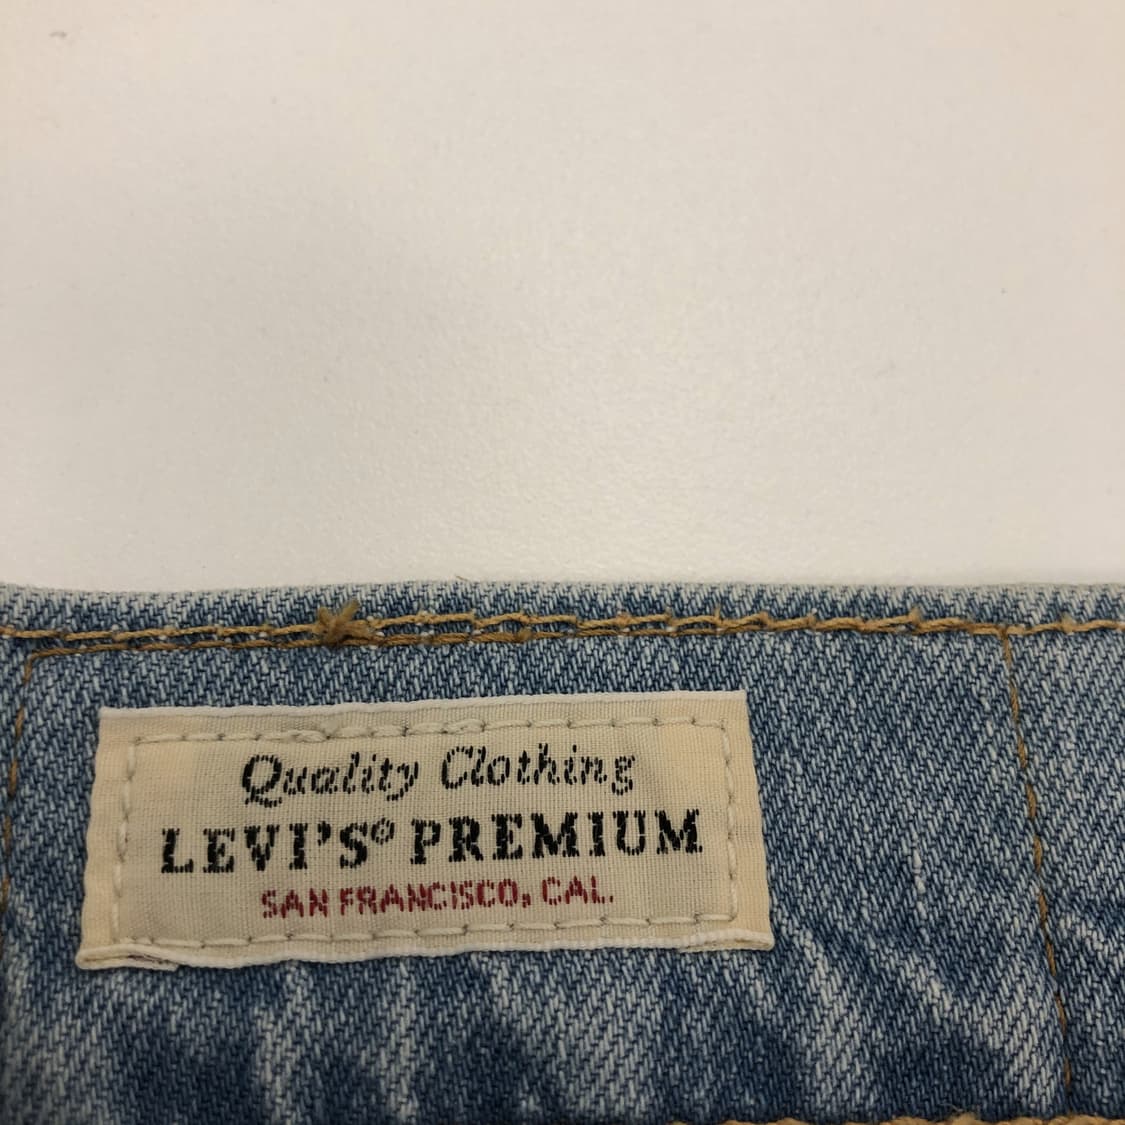 Quality Clothing
LEVI'S® PREMIUM
SAN FRANCISCO, CAL.